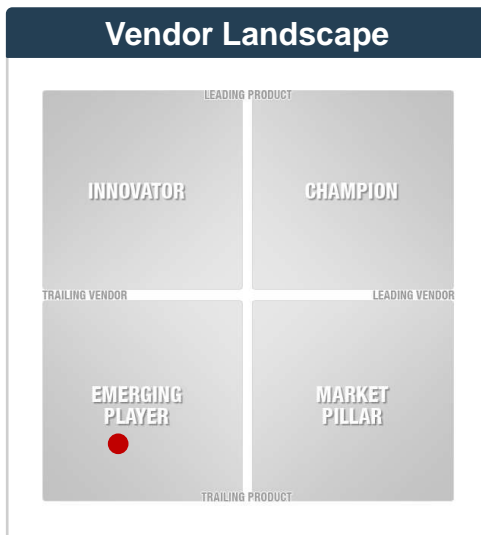 Vendor Landscape
LEADING PRODUCT
INNOVATOR
CHAMPION
TRAILING VENDOR
LEADING VENDOR
EMERGING
PLAYER
MARKET
PILLAR
TRAILING PRODUCT